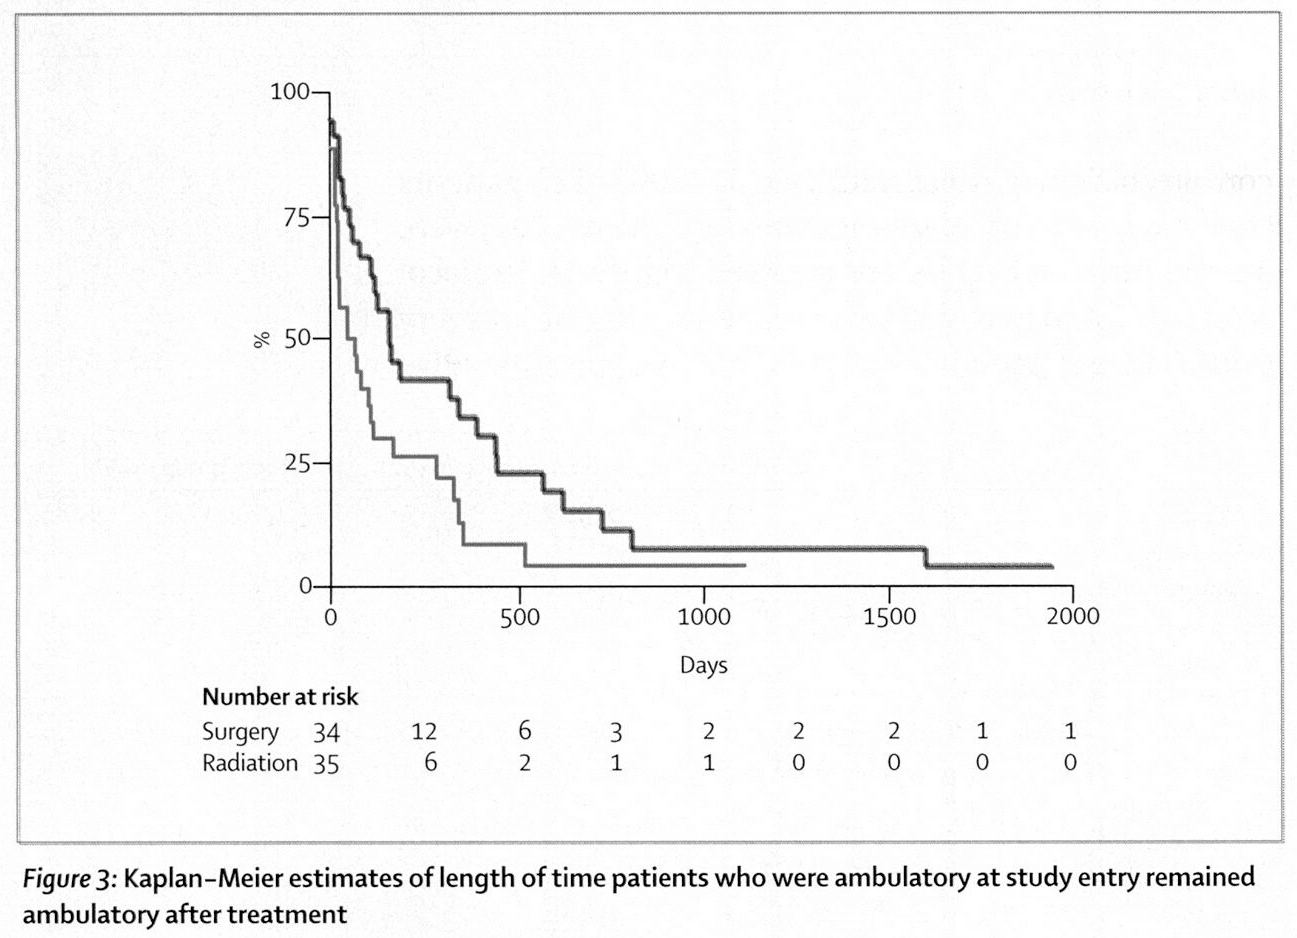 100
75
50
%
25
0
0 500 1000 1500 2000
Days
Number at risk
Surgery 34 12 6 3 2 2 2 1 1
Radiation 35 6 2 1 1 0 0 0 0
Figure 3: Kaplan–Meier estimates of length of time patients who were ambulatory at study entry remained
ambulatory after treatment